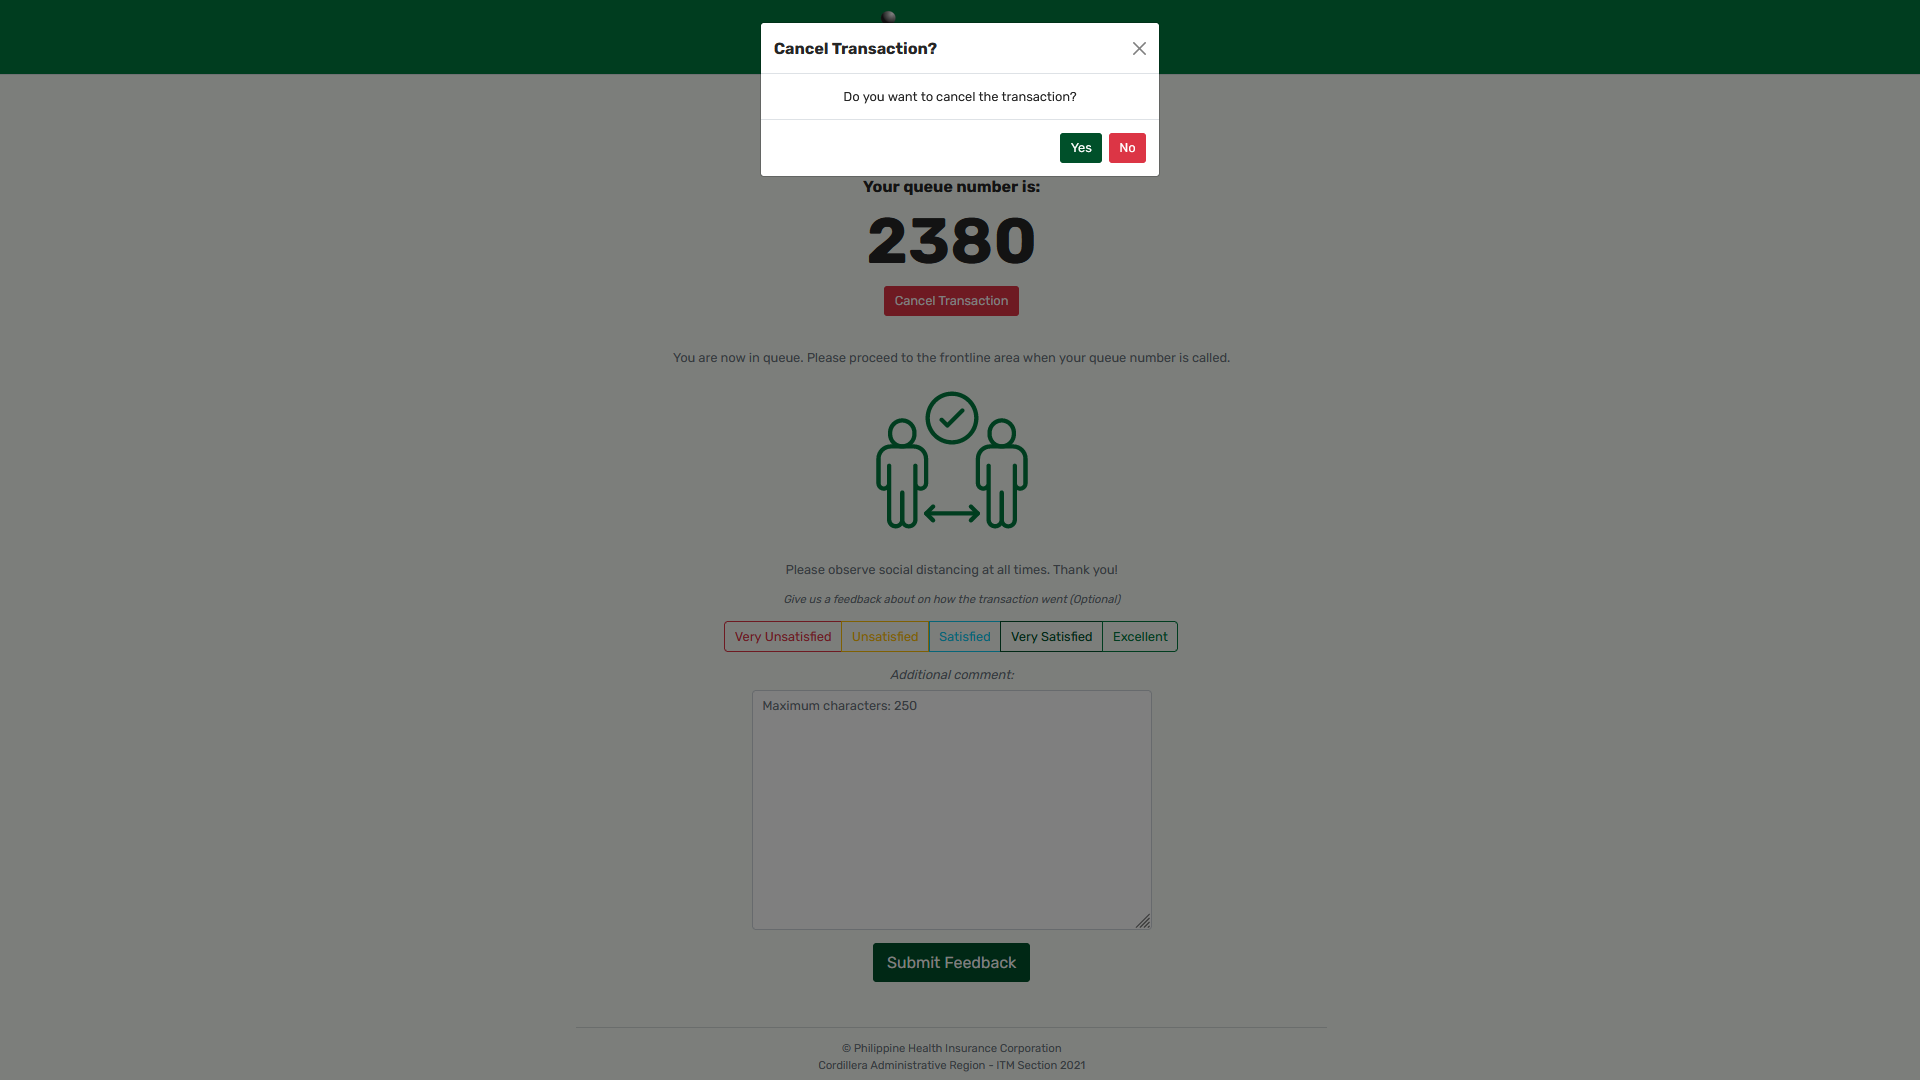 Cancel Transaction?
Do you want to cancel the transaction?
Yes No
Your queue number is:
2380
Cancel Transaction
You are now in queue. Please proceed to the frontline area when your queue number is called.
Please observe social distancing at all times. Thank you!
Give us a feedback about on how the transaction went (Optional)
Very Unsatisfied Unsatisfied Satisfied Very Satisfied Excellent
Additional comment:
Maximum characters: 250
Submit Feedback
© Philippine Health Insurance Corporation
Cordillera Administrative Region - ITM Section 2021